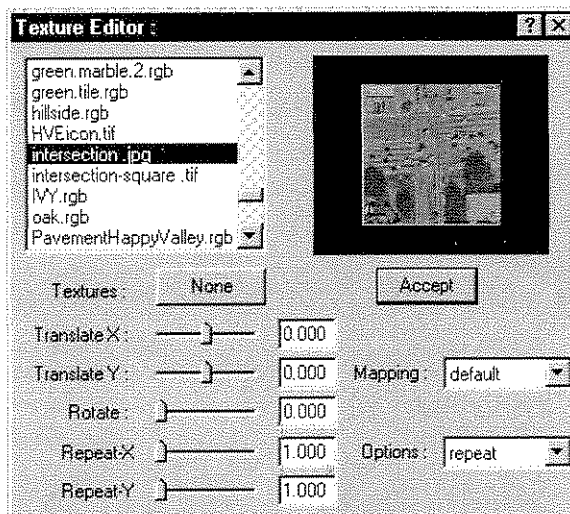 Texture Editor :
green.marble.2.rgb
green.tile.rgb
hillside.rgb
HVEicon.tif
intersection .jpg
intersection-square .tif
IVY.rgb
oak.rgb
PavementHappyValley.rgb
Textures : None Accept
Translate X : 0.000
Translate Y : 0.000 Mapping : default
Rotate : 0.000
Repeat-X 1.000 Options : repeat
Repeat-Y 1.000